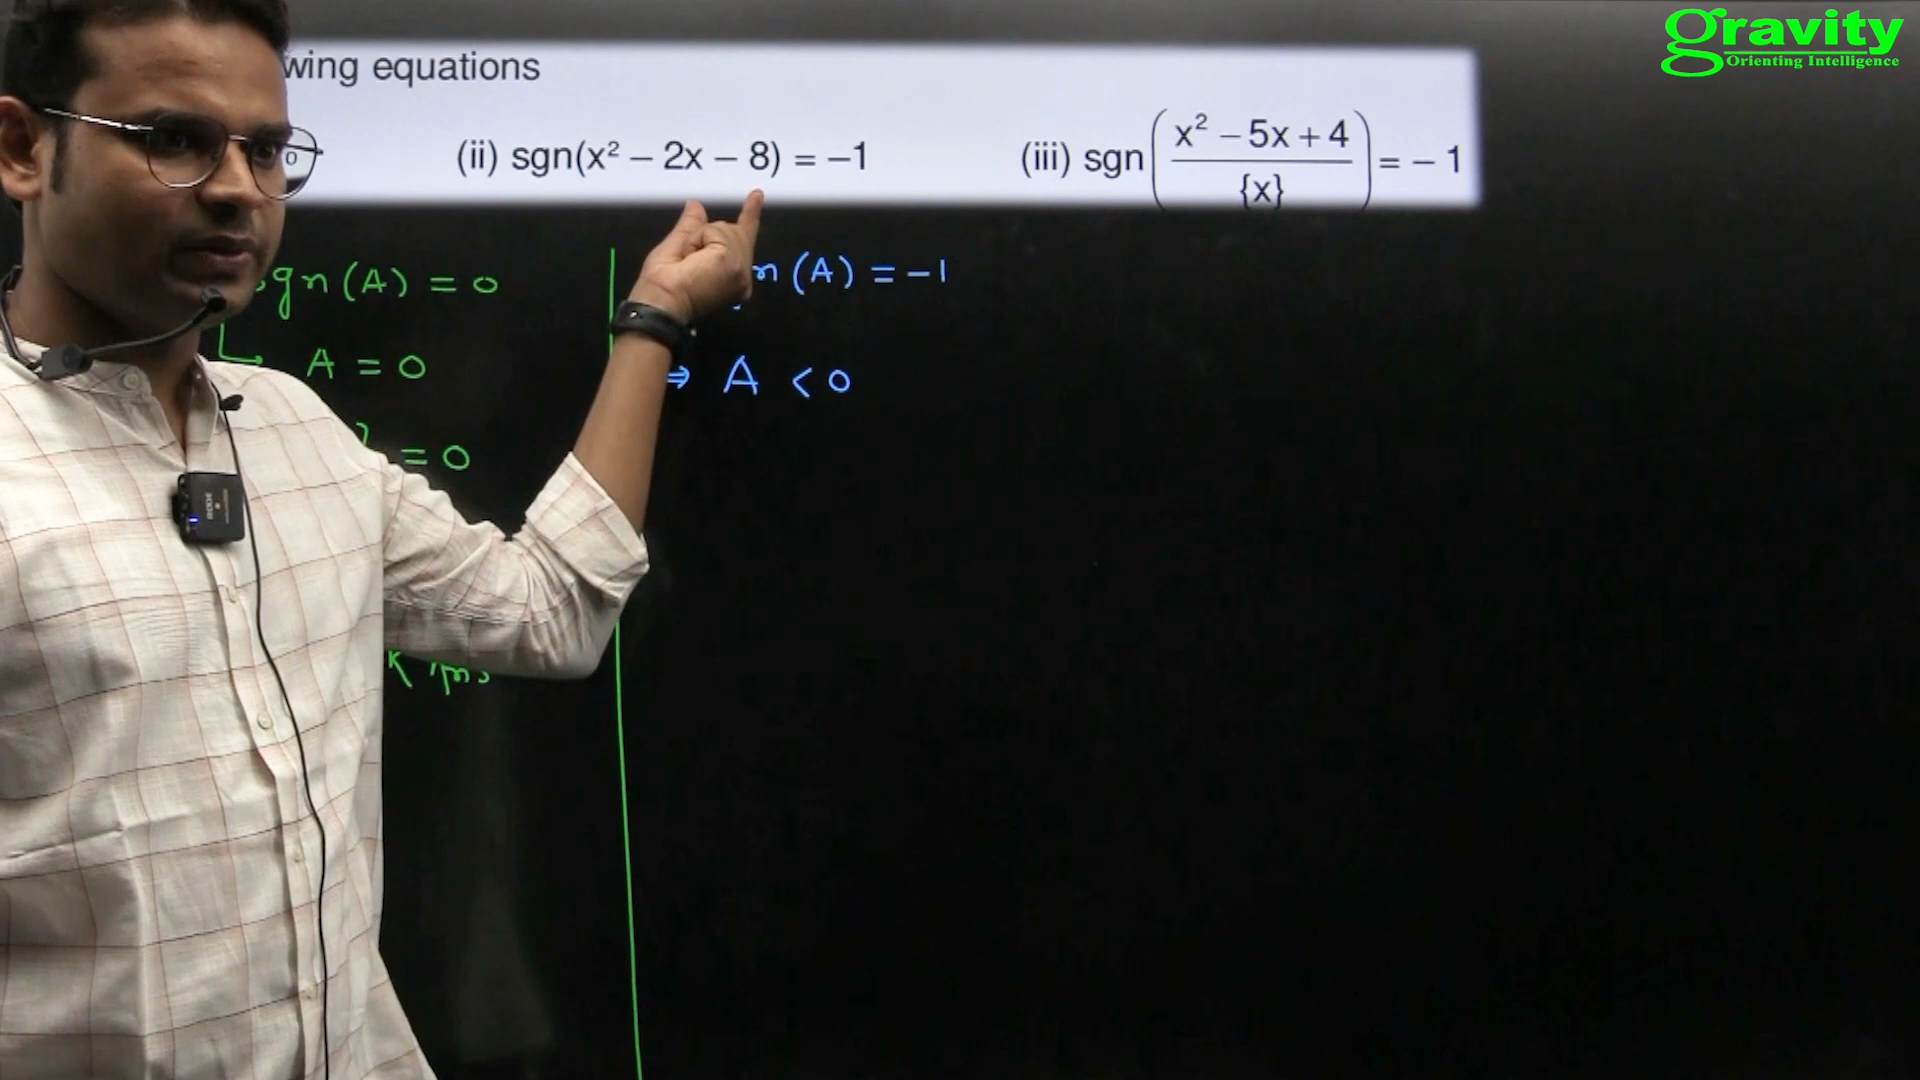 gravity
Orienting Intelligence
wing equations
(ii) sgn(x² – 2x – 8) = –1
(iii) sgn((x² – 5x + 4)/{x}) = – 1
gn (A) = 0
A = 0
= 0
n (A) = –1
⇒ A < 0